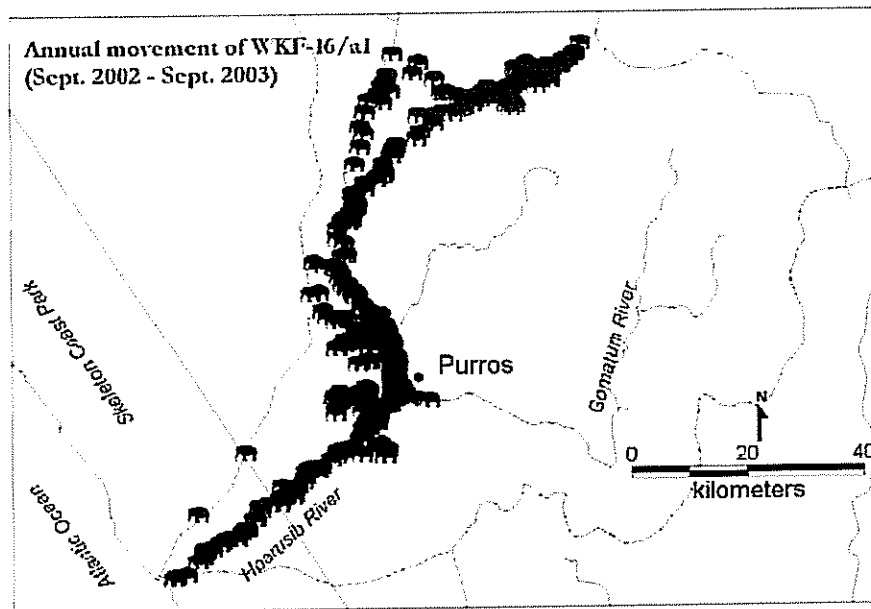 Annual movement of WKF-16/a1
(Sept. 2002 - Sept. 2003)
Skeleton Coast Park
Gomatum River
Purros
N
0 20 40
kilometers
Hoarusib River
Atlantic Ocean